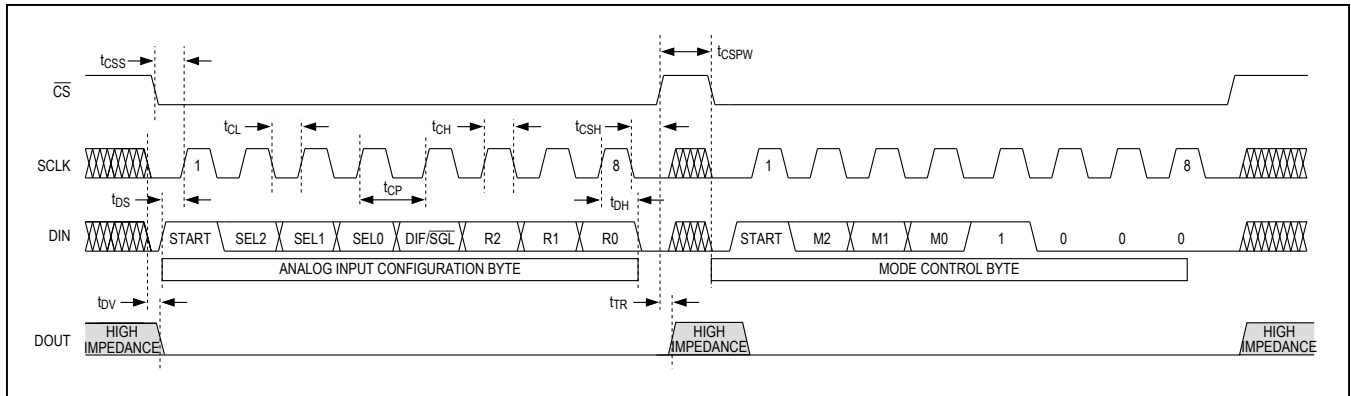 tCSPW
tCSS
CS
tCL tCH tCSH
SCLK 1 8 1 8
tCP
tDS tDH
DIN START SEL2 SEL1 SEL0 DIF/SGL R2 R1 R0 START M2 M1 M0 1 0 0 0
ANALOG INPUT CONFIGURATION BYTE MODE CONTROL BYTE
tDV tTR
DOUT HIGH IMPEDANCE HIGH IMPEDANCE HIGH IMPEDANCE